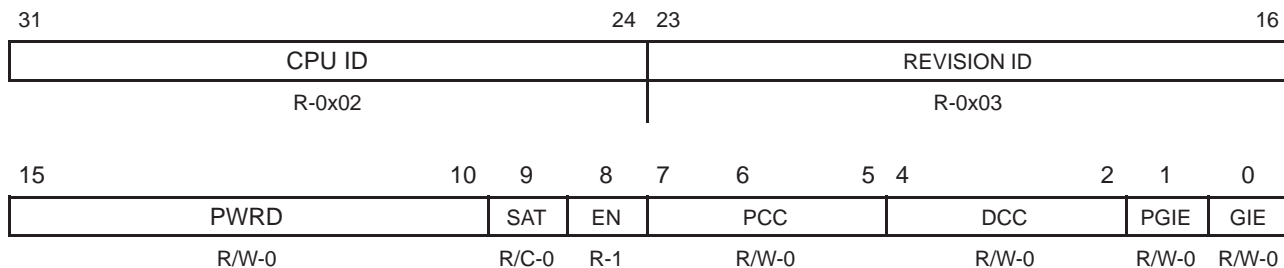 31 24 23 16
CPU ID REVISION ID
R-0x02 R-0x03
15 10 9 8 7 6 5 4 2 1 0
PWRD SAT EN PCC DCC PGIE GIE
R/W-0 R/C-0 R-1 R/W-0 R/W-0 R/W-0 R/W-0